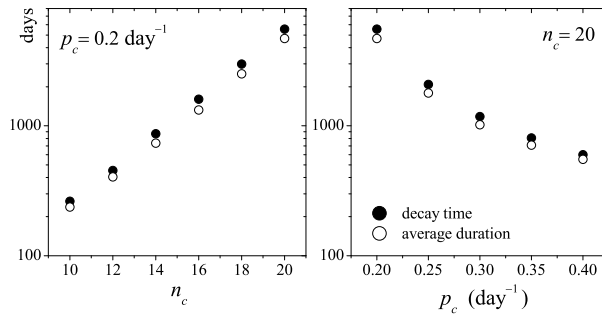 days
p_c = 0.2 day⁻¹
n_c = 20
1000
1000
100
100
10 12 14 16 18 20
n_c
decay time
average duration
0.20 0.25 0.30 0.35 0.40
p_c (day⁻¹)